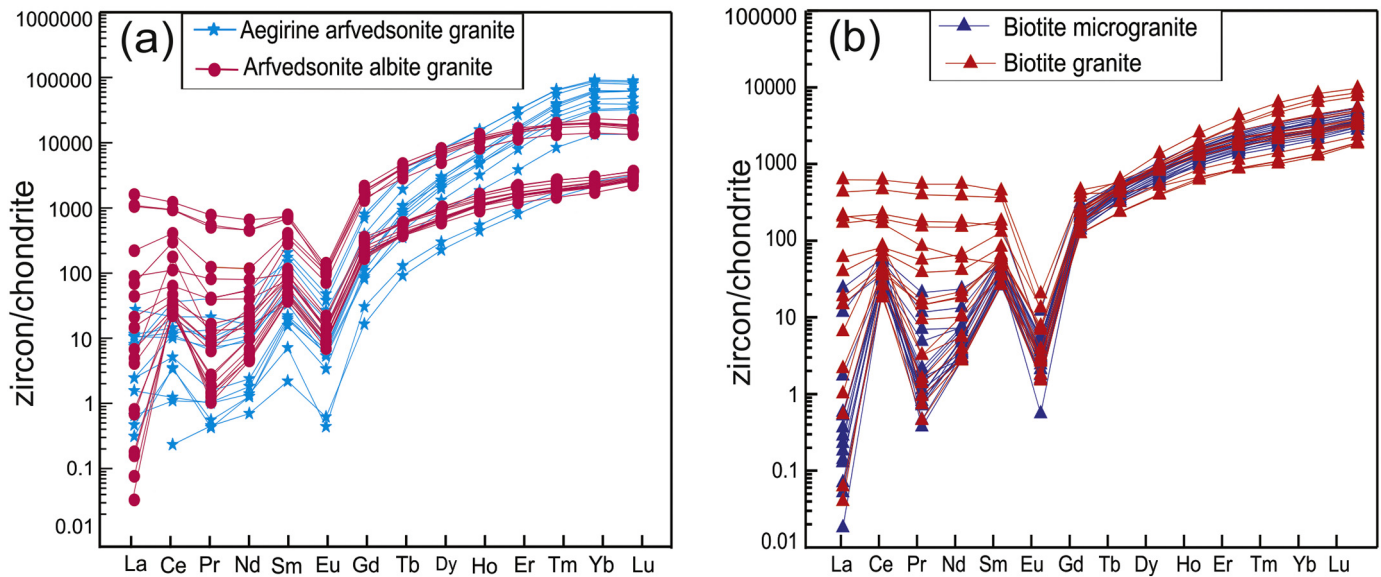 (a)
Aegirine arfvedsonite granite
Arfvedsonite albite granite
zircon/chondrite
1000000
100000
10000
1000
100
10
1
0.1
0.01
La Ce Pr Nd Sm Eu Gd Tb Dy Ho Er Tm Yb Lu
(b)
Biotite microgranite
Biotite granite
zircon/chondrite
100000
10000
1000
100
10
1
0.1
0.01
La Ce Pr Nd Sm Eu Gd Tb Dy Ho Er Tm Yb Lu